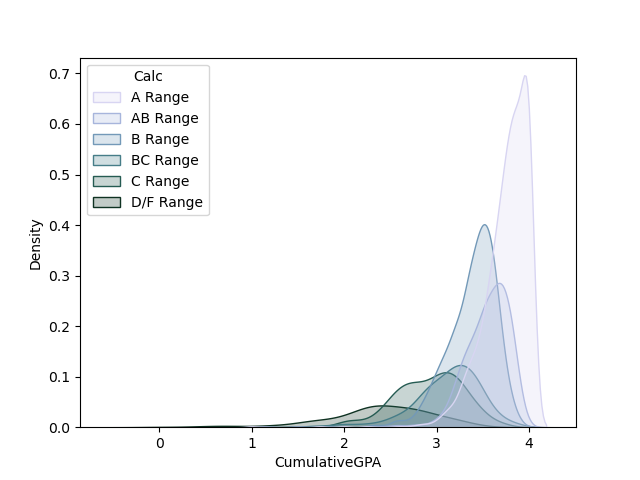 Calc
A Range
AB Range
B Range
BC Range
C Range
D/F Range
0.7
0.6
0.5
0.4
0.3
0.2
0.1
0.0
Density
0 1 2 3 4
CumulativeGPA